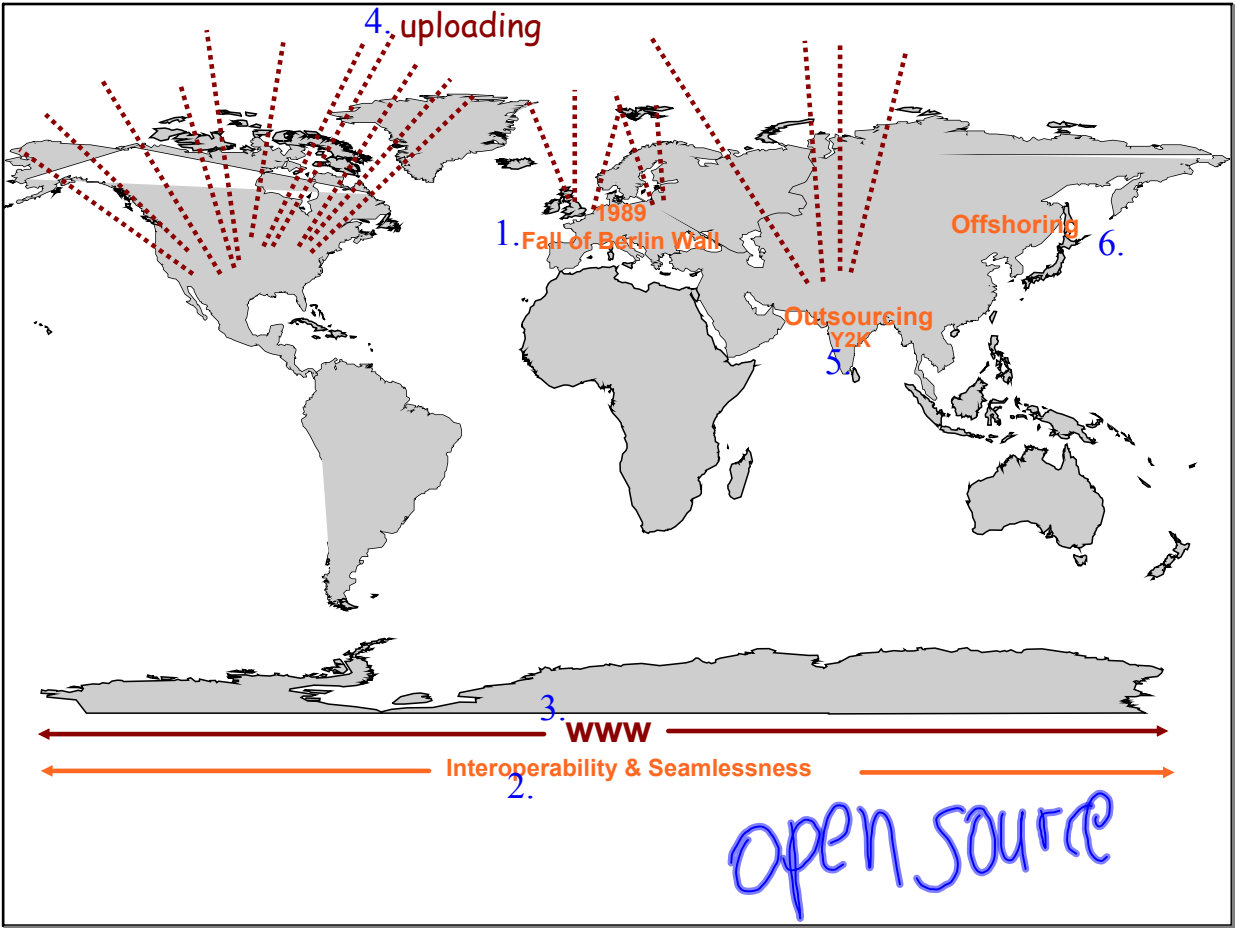 4. uploading
1989
1. Fall of Berlin Wall
Offshoring
6.
Outsourcing
Y2K
5.
3.
www
Interoperability & Seamlessness
2.
open source